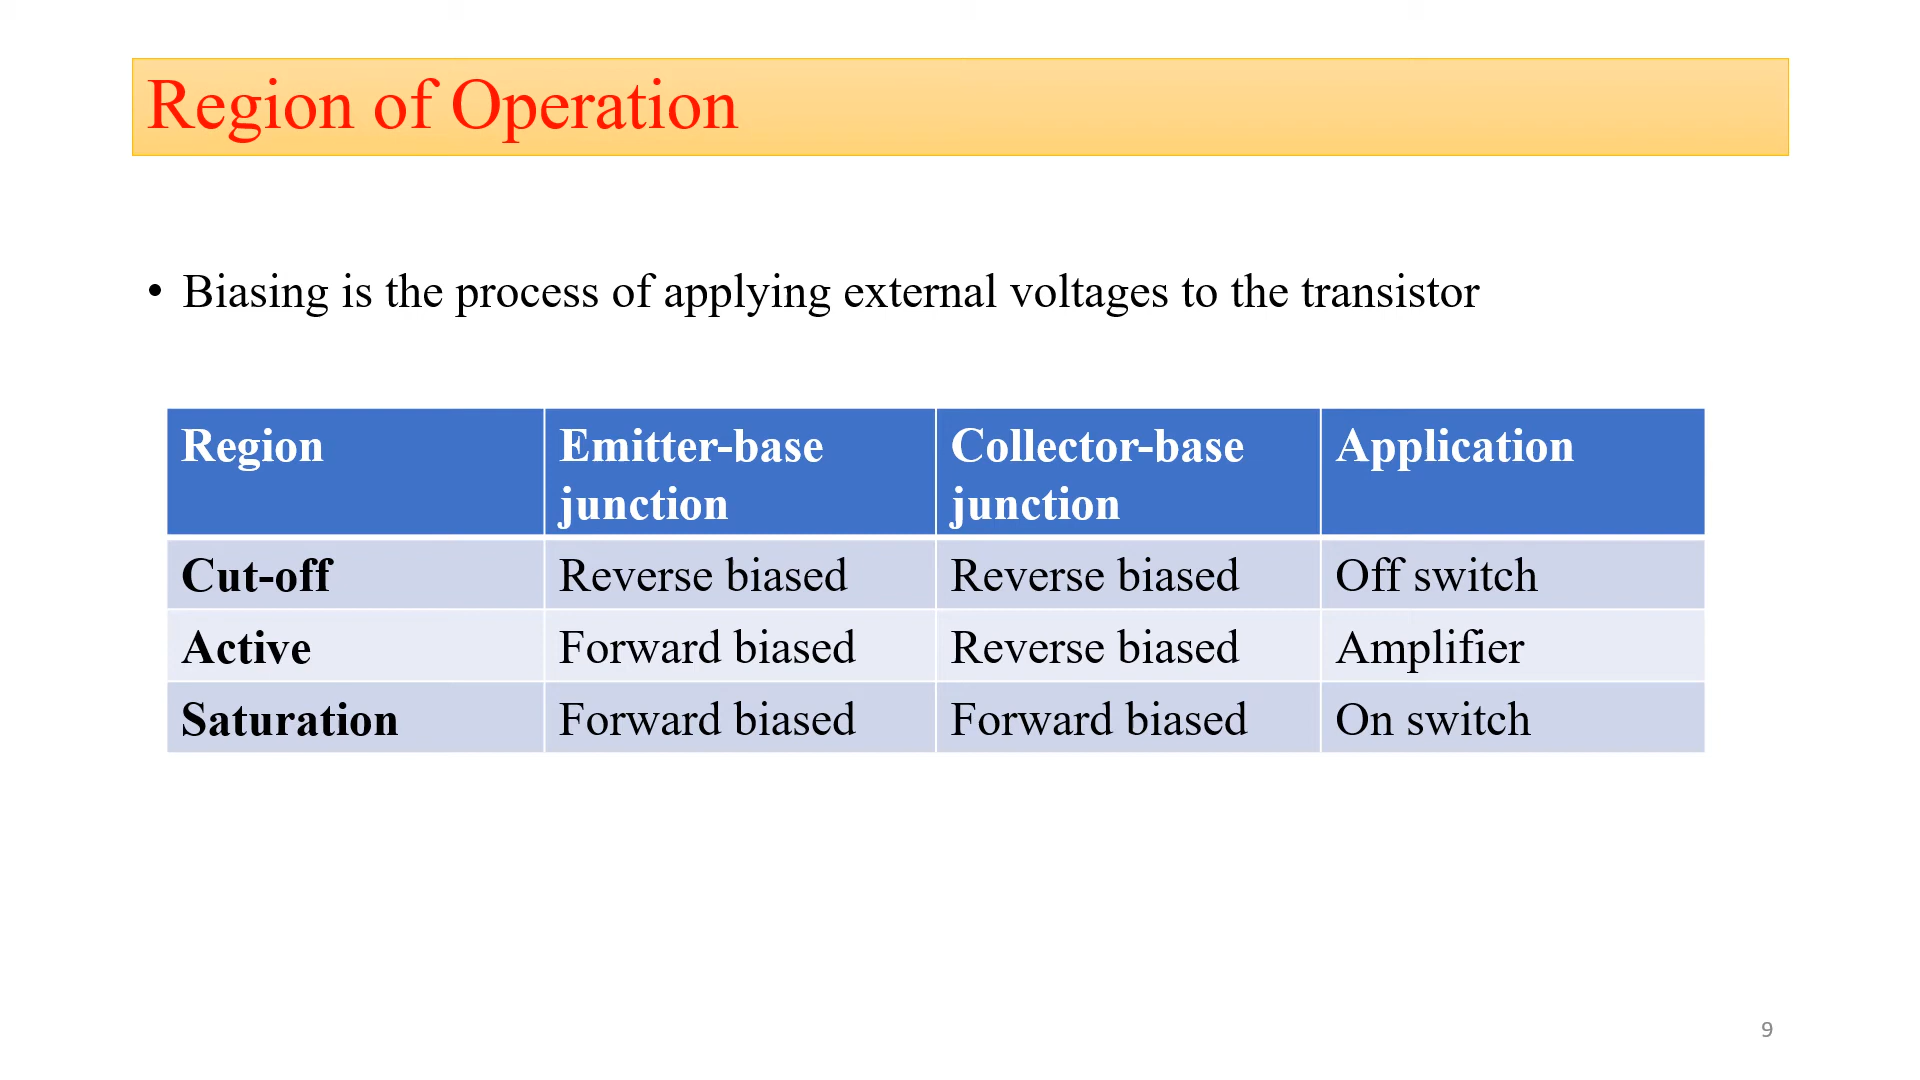 Region of Operation
• Biasing is the process of applying external voltages to the transistor
Region Emitter-base junction Collector-base junction Application
Cut-off Reverse biased Reverse biased Off switch
Active Forward biased Reverse biased Amplifier
Saturation Forward biased Forward biased On switch
9